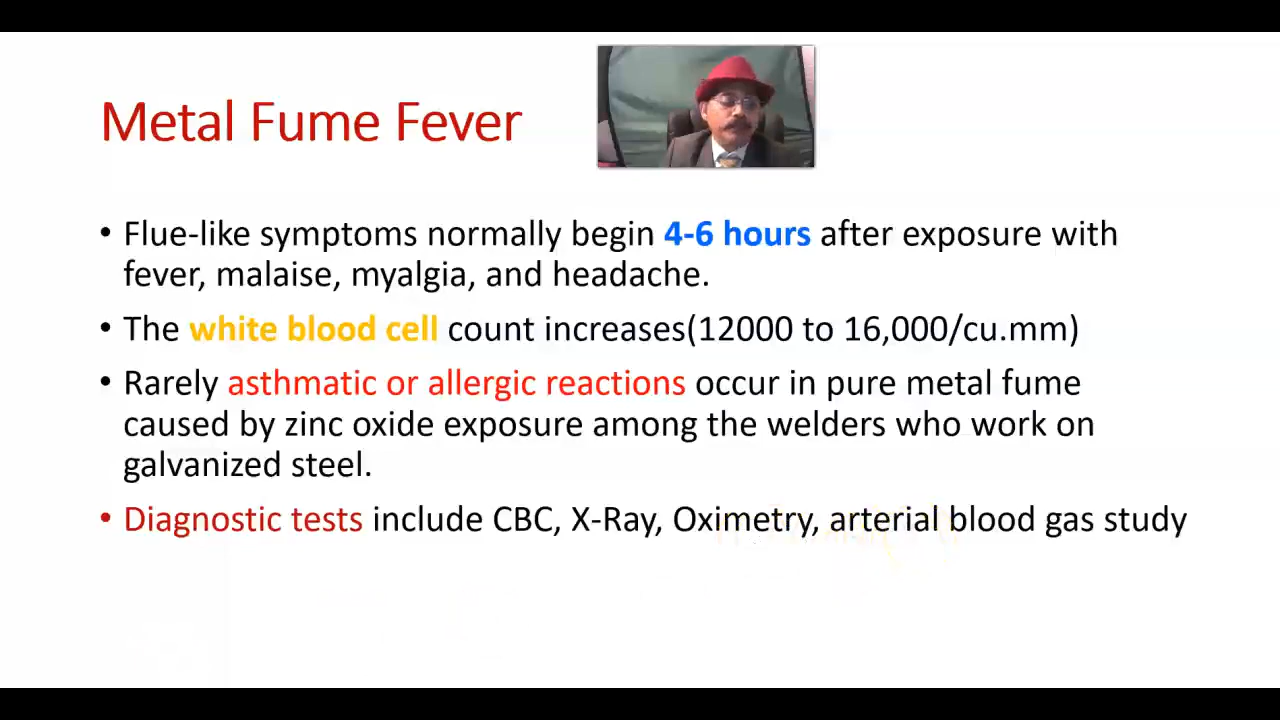 Metal Fume Fever
• Flue-like symptoms normally begin 4-6 hours after exposure with
fever, malaise, myalgia, and headache.
• The white blood cell count increases(12000 to 16,000/cu.mm)
• Rarely asthmatic or allergic reactions occur in pure metal fume
caused by zinc oxide exposure among the welders who work on
galvanized steel.
• Diagnostic tests include CBC, X-Ray, Oximetry, arterial blood gas study